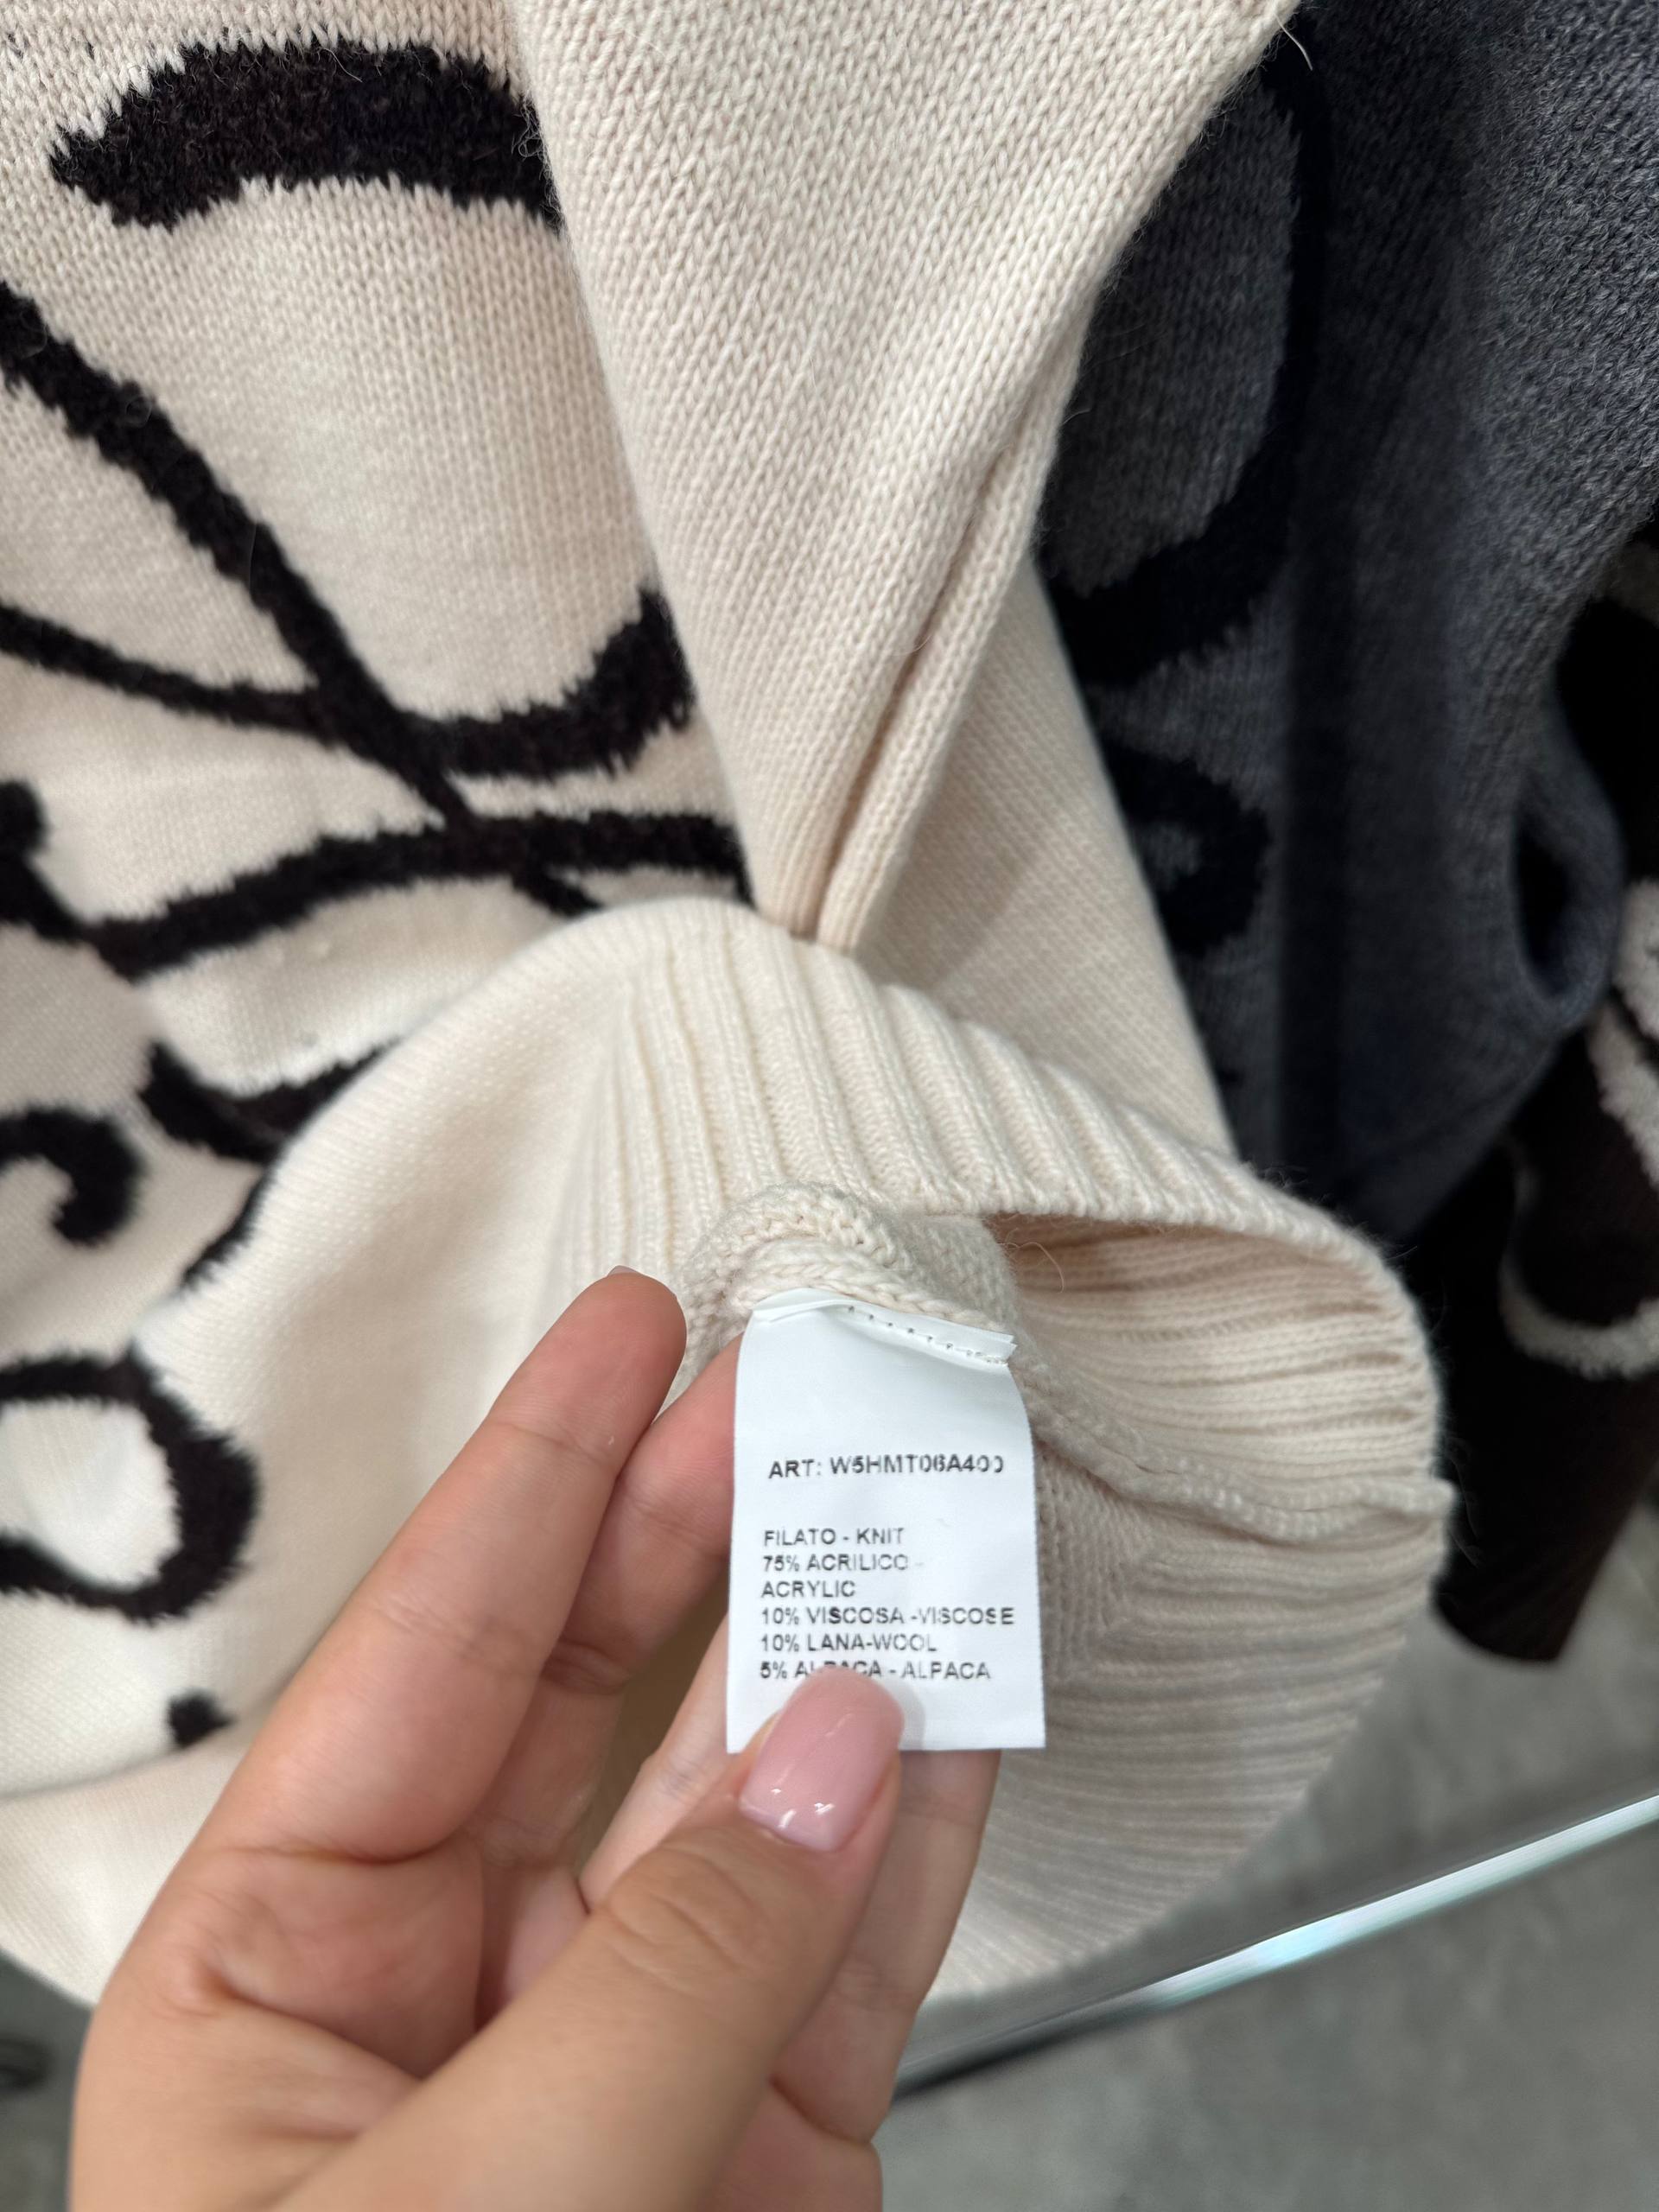 ART: W5HMT06A400
FILATO - KNIT
75% ACRILICO -
ACRYLIC
10% VISCOSA -VISCOSE
10% LANA-WOOL
5% ALPACA - ALPACA